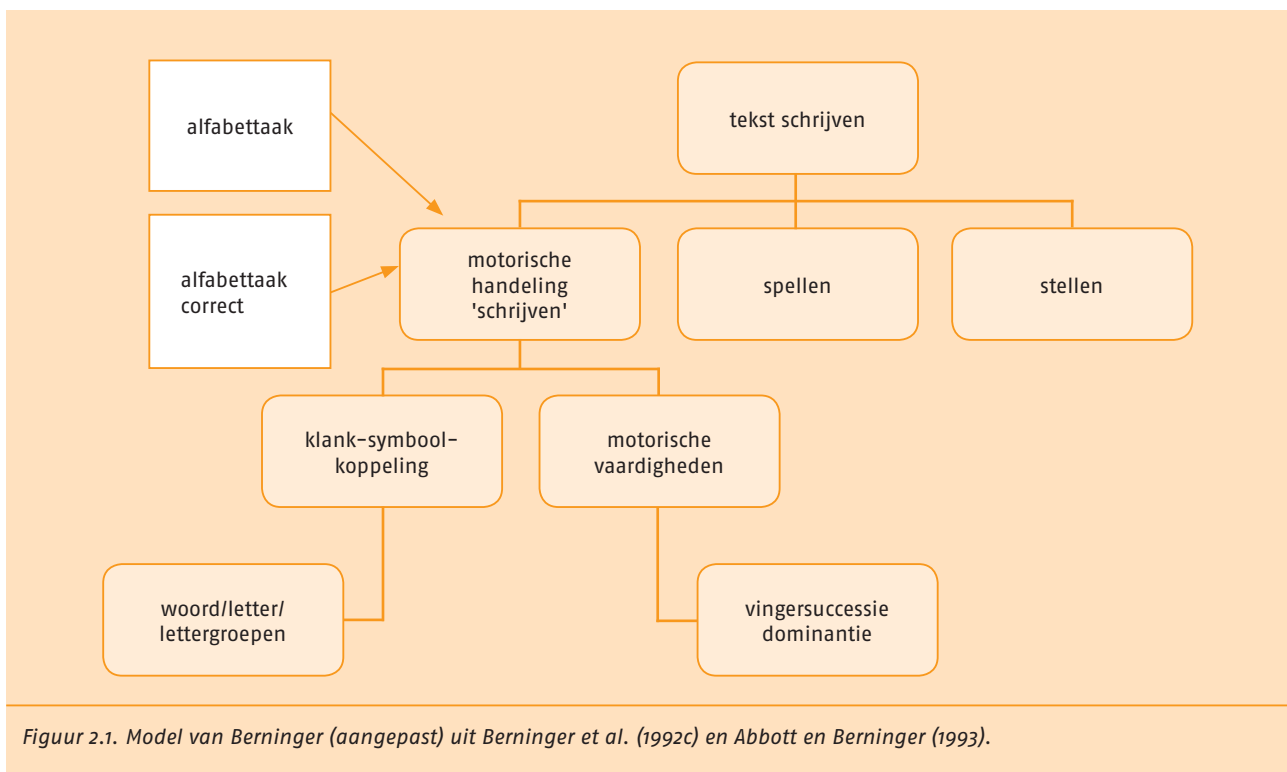 alfabettaak
tekst schrijven
alfabettaak
correct
motorische
handeling
'schrijven'
spellen
stellen
klank-symbool-
koppeling
motorische
vaardigheden
woord/letter/
lettergroepen
vingersuccessie
dominantie
Figuur 2.1. Model van Berninger (aangepast) uit Berninger et al. (1992c) en Abbott en Berninger (1993).